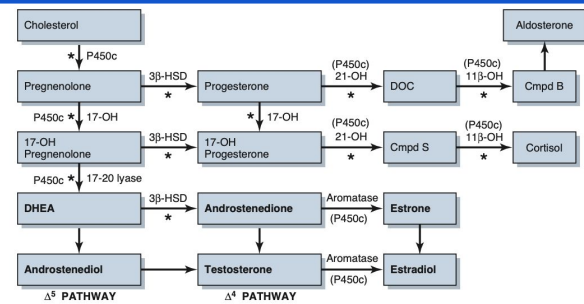 Cholesterol
Aldosterone
* P450c
(P450c)
(P450c)
3β-HSD
21-OH
11β-OH
Pregnenolone
*
Progesterone
*
DOC
*
Cmpd B
P450c * 17-OH
* 17-OH
(P450c)
(P450c)
3β-HSD
21-OH
11β-OH
17-OH
Pregnenolone
*
17-OH
Progesterone
*
Cmpd S
*
Cortisol
P450c * 17-20 lyase
3β-HSD
Aromatase
DHEA
*
Androstenedione
(P450c)
Estrone
Aromatase
Androstenediol
Testosterone
(P450c)
Estradiol
Δ⁵ PATHWAY
Δ⁴ PATHWAY